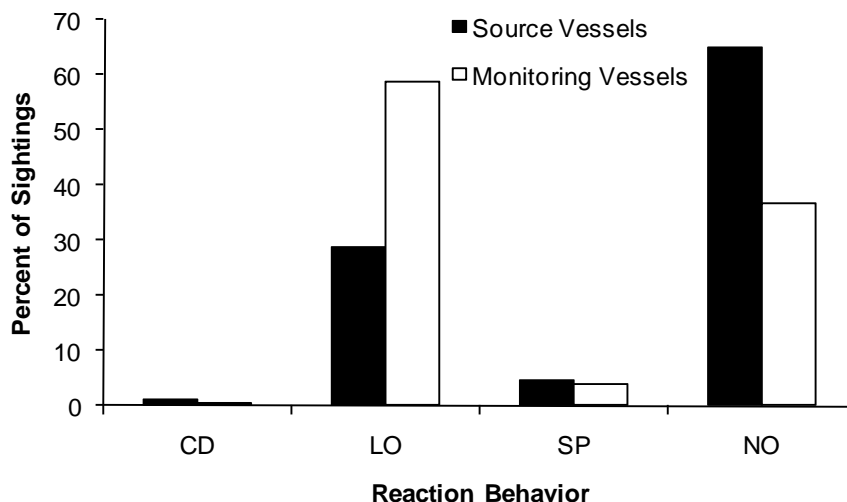 70
60
50
40
30
20
10
0
Percent of Sightings
Source Vessels
Monitoring Vessels
CD LO SP NO
Reaction Behavior